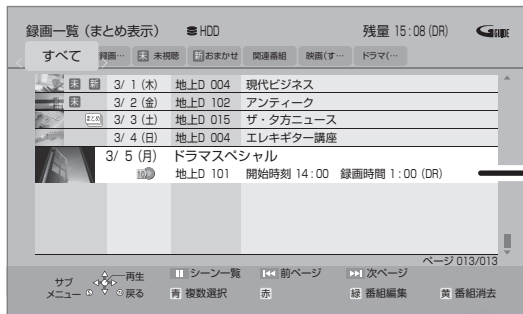 録画一覧 (まとめ表示) HDD 残量 15:08 (DR) GGUIDE
すべて 録画… 未 未視聴 新 おまかせ 関連番組 映画(す… ドラマ(…
未 新 3/ 1 (木) 地上D 004 現代ビジネス
未 3/ 2 (金) 地上D 102 アンティーク
まとめ 3/ 3 (土) 地上D 015 ザ・タ方ニュース
3/ 4 (日) 地上D 004 エレキギター講座
3/ 5 (月) ドラマスペシャル
地上D 101 開始時刻 14:00 録画時間 1:00 (DR)
ページ 013/013
サブメニュー 再生 戻る シーン一覧 前ページ 次ページ
青 複数選択 赤 緑 番組編集 黄 番組消去